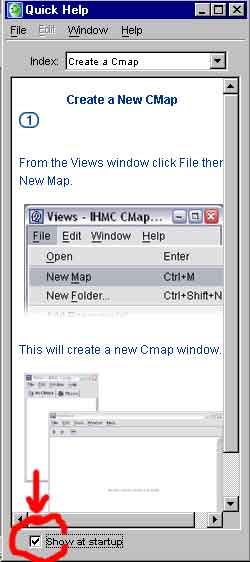 Quick Help
File Edit Window Help
Index: Create a Cmap
Create a New CMap
1
From the Views window click File then
New Map.
Views - IHMC CMap...
File Edit Window Help
Open Enter
New Map Ctrl+M
New Folder... Ctrl+Shift+N
This will create a new Cmap window.
Show at startup